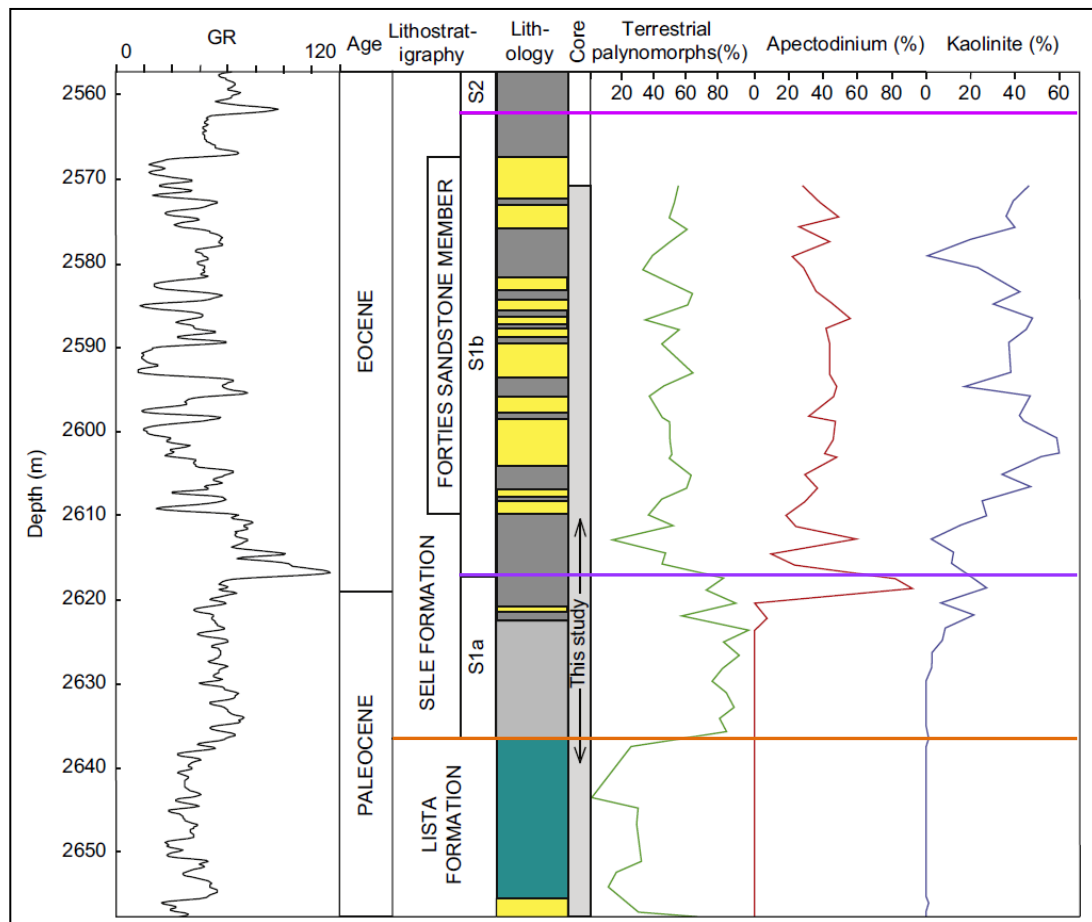 GR
0 120
Age
Lithostrat-
igraphy
Lith-
ology
Core
Terrestrial
palynomorphs(%)
20 40 60 80
Apectodinium (%)
0 20 40 60 80
Kaolinite (%)
0 20 40 60
Depth (m)
2560
2570
2580
2590
2600
2610
2620
2630
2640
2650
EOCENE
PALEOCENE
FORTIES SANDSTONE MEMBER
SELE FORMATION
LISTA
FORMATION
S2
S1b
S1a
This study